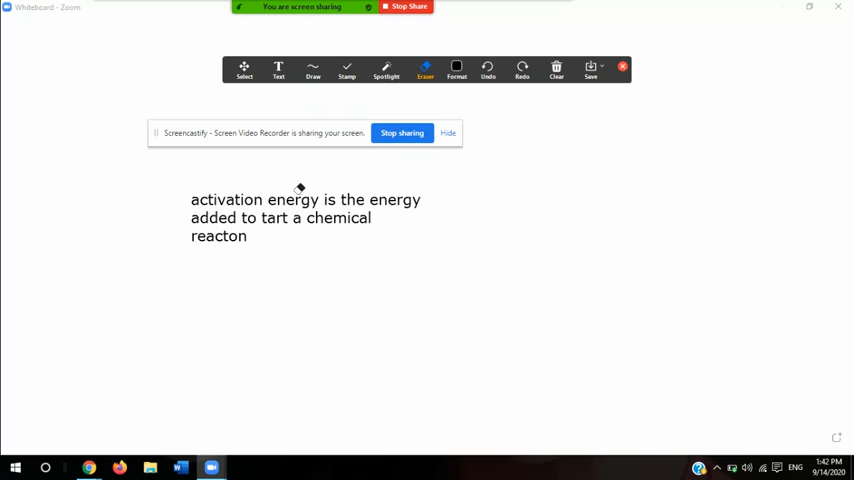 Whiteboard - Zoom
You are screen sharing
Stop Share
Select
Text
Draw
Stamp
Spotlight
Eraser
Format
Undo
Redo
Clear
Save
Screencastify - Screen Video Recorder is sharing your screen.
Stop sharing
Hide
activation energy is the energy
added to tart a chemical
reacton
ENG
1:42 PM
9/14/2020